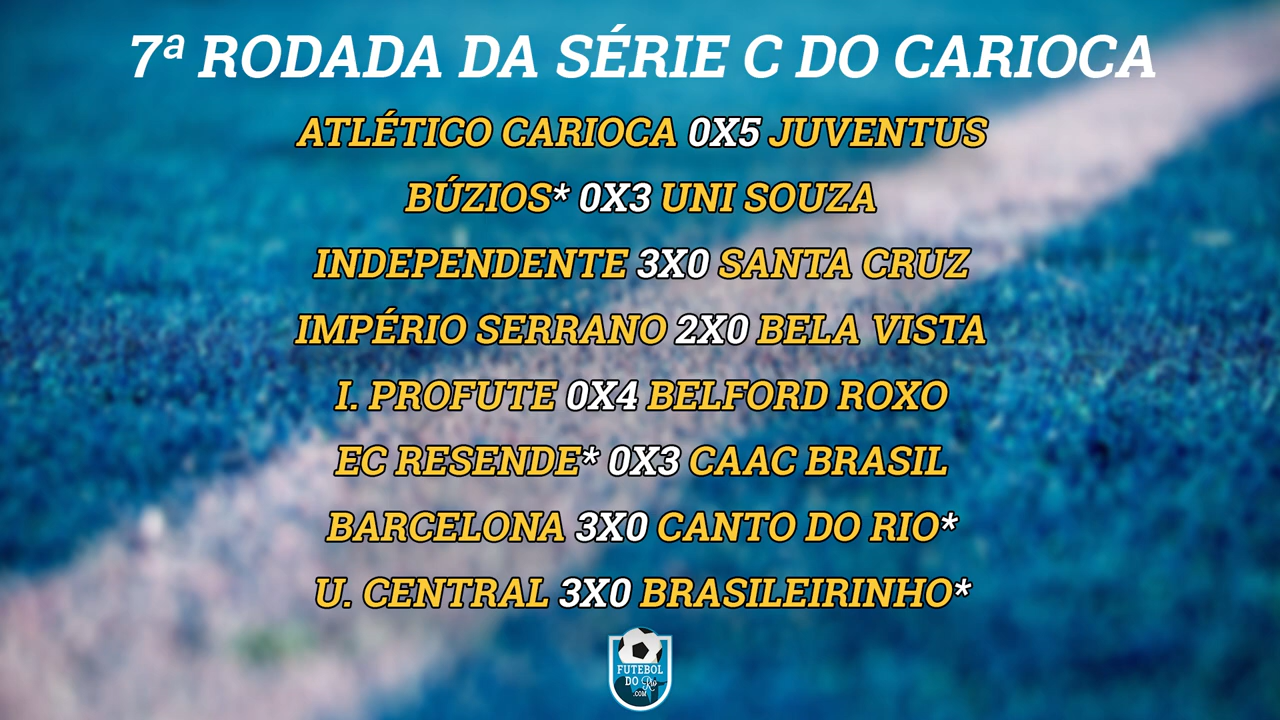 7ª RODADA DA SÉRIE C DO CARIOCA
ATLÉTICO CARIOCA 0X5 JUVENTUS
BÚZIOS* 0X3 UNI SOUZA
INDEPENDENTE 3X0 SANTA CRUZ
IMPÉRIO SERRANO 2X0 BELA VISTA
I. PROFUTE 0X4 BELFORD ROXO
EC RESENDE* 0X3 CAAC BRASIL
BARCELONA 3X0 CANTO DO RIO*
U. CENTRAL 3X0 BRASILEIRINHO*
FUTEBOL
DO Rio
.COM